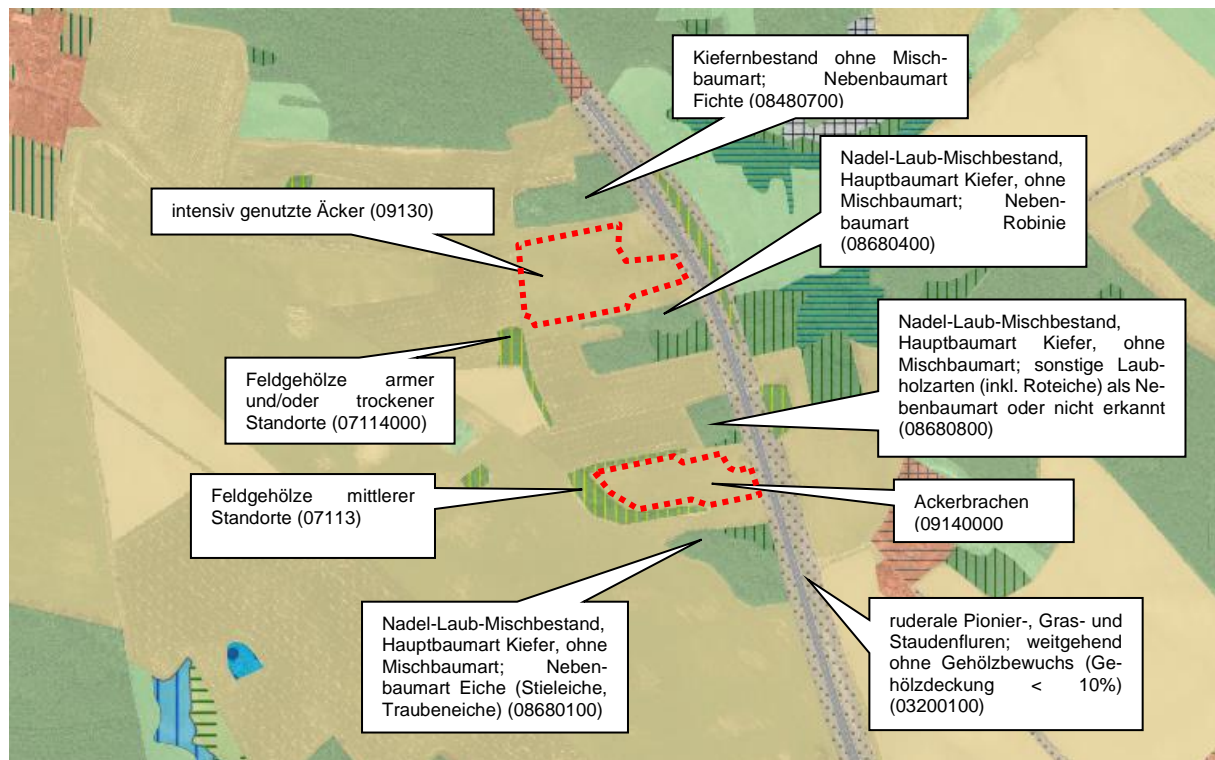 Kiefernbestand ohne Misch-
baumart; Nebenbaumart
Fichte (08480700)
Nadel-Laub-Mischbestand,
Hauptbaumart Kiefer, ohne
Mischbaumart; Neben-
baumart Robinie
(08680400)
intensiv genutzte Äcker (09130)
Nadel-Laub-Mischbestand,
Hauptbaumart Kiefer, ohne
Mischbaumart; sonstige Laub-
holzarten (inkl. Roteiche) als Ne-
benbaumart oder nicht erkannt
(08680800)
Feldgehölze armer
und/oder trockener
Standorte (07114000)
Feldgehölze mittlerer
Standorte (07113)
Ackerbrachen
(09140000
Nadel-Laub-Mischbestand,
Hauptbaumart Kiefer, ohne
Mischbaumart; Neben-
baumart Eiche (Stieleiche,
Traubeneiche) (08680100)
ruderale Pionier-, Gras- und
Staudenfluren; weitgehend
ohne Gehölzbewuchs (Ge-
hölzdeckung < 10%)
(03200100)